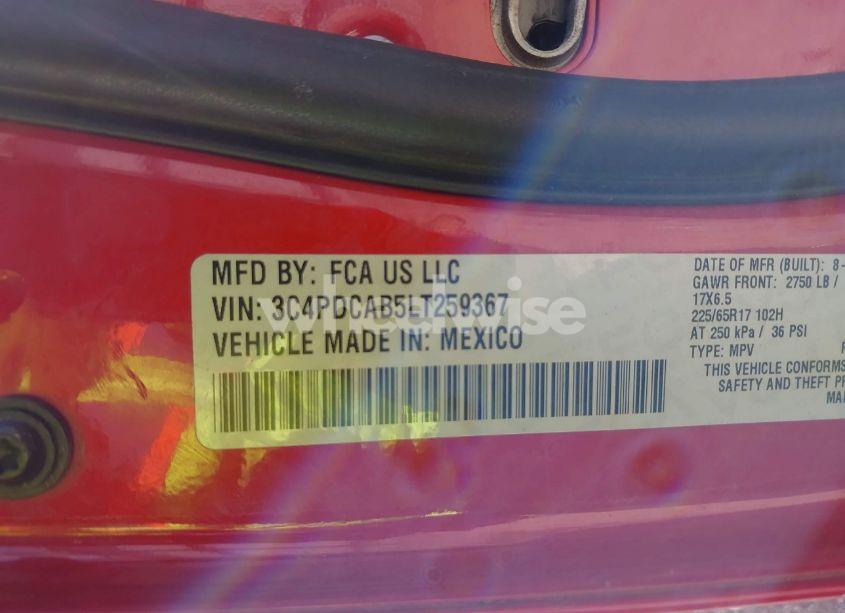 MFD BY: FCA US LLC
VIN: 3C4PDCAB5LT259367
VEHICLE MADE IN: MEXICO
DATE OF MFR (BUILT): 8-
GAWR FRONT: 2750 LB /
17X6.5
225/65R17 102H
AT 250 kPa / 36 PSI
TYPE: MPV
THIS VEHICLE CONFORMS
SAFETY AND THEFT
wheelwise